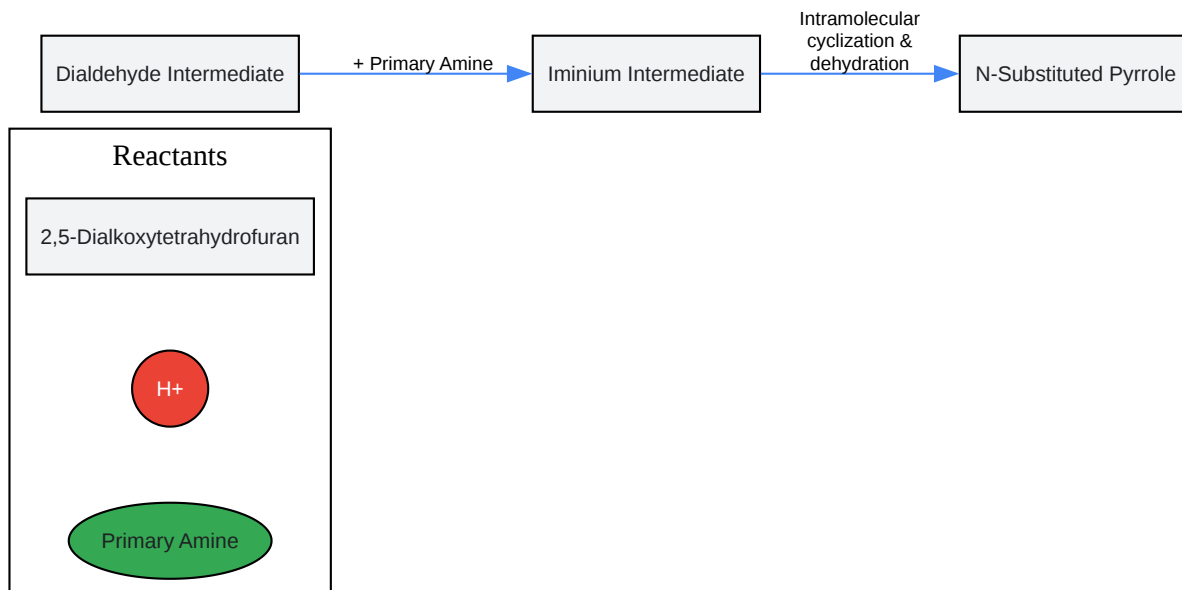 Dialdehyde Intermediate
+ Primary Amine
Iminium Intermediate
Intramolecular
cyclization &
dehydration
N-Substituted Pyrrole
Reactants
2,5-Dialkoxytetrahydrofuran
H+
Primary Amine